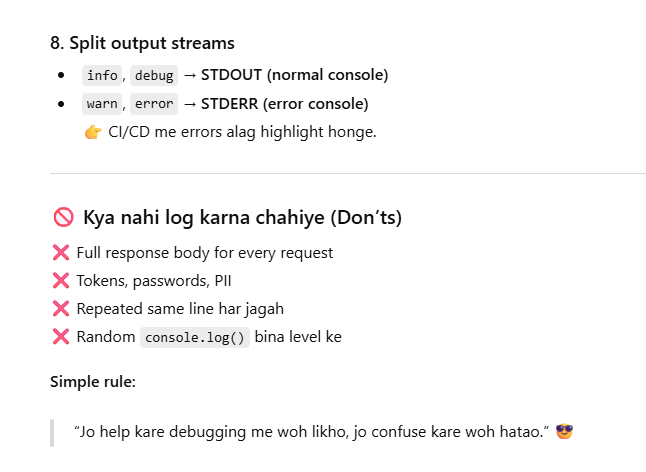 8. Split output streams
• info, debug → STDOUT (normal console)
• warn, error → STDERR (error console)
👉 CI/CD me errors alag highlight honge.
🚫 Kya nahi log karna chahiye (Don’ts)
❌ Full response body for every request
❌ Tokens, passwords, PII
❌ Repeated same line har jagah
❌ Random console.log() bina level ke
Simple rule:
“Jo help kare debugging me woh likho, jo confuse kare woh hatao.” 😎